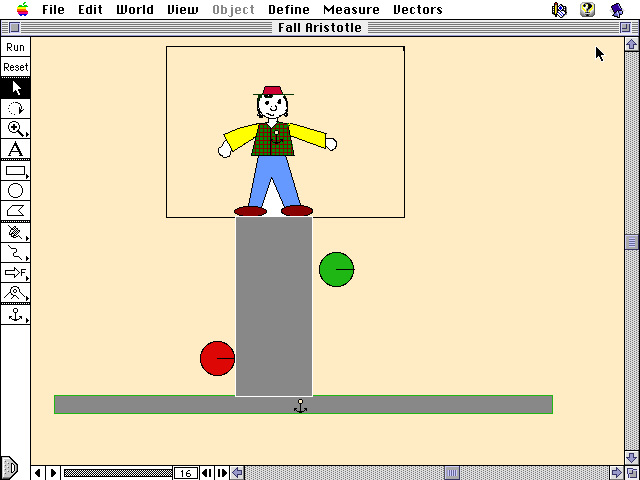 File Edit World View Object Define Measure Vectors
Fall Aristotle
Run
Reset
A
F
16